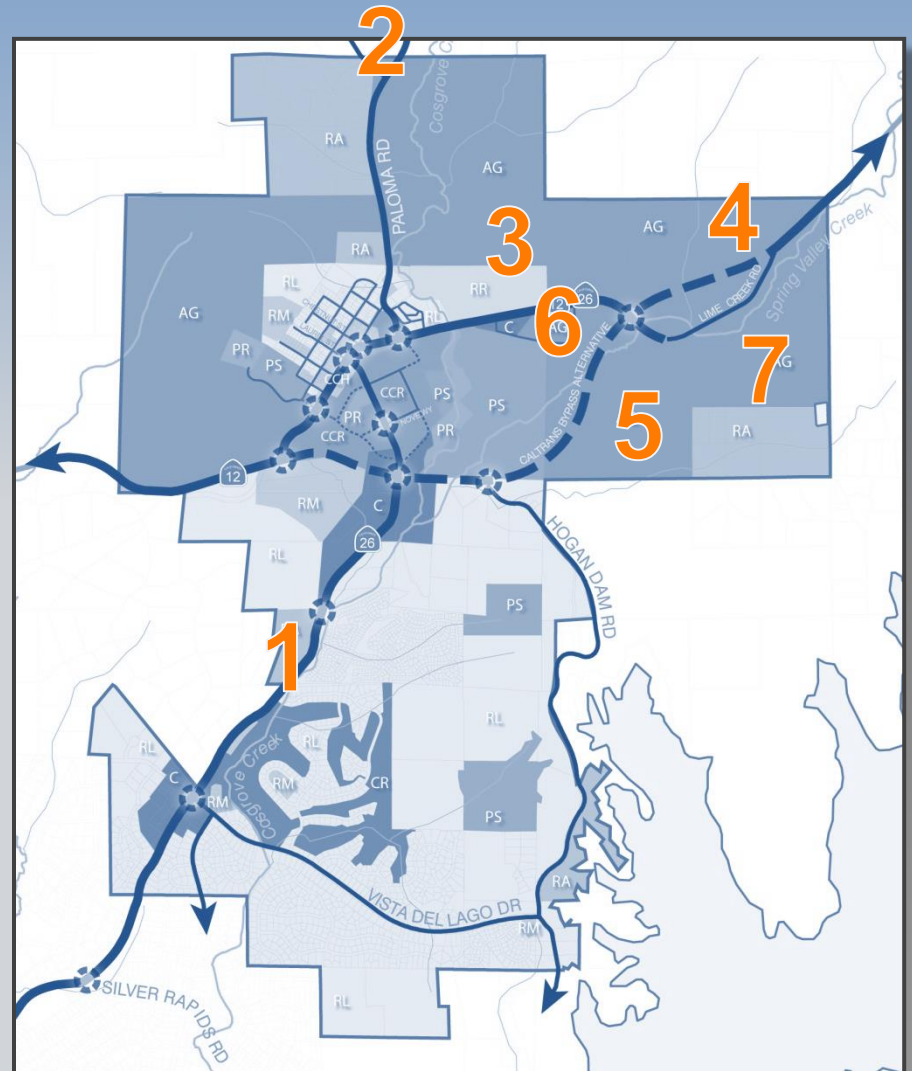 2
Cosgrove C
RA
PALOMA RD
AG
4
3
AG
Spring Valley Creek
RA
RL
RR
LIME CREEK RD
6
12
26
RL
AG
RM
C
AG
7
AG
PR
PS
CCH
CCR
PS
PS
CALTRANS BYPASS ALTERNATIVE
5
PR
PR
CCR
RA
12
RM
C
26
RL
HOGAN DAM RD
PS
1
RL
RL
RL
C
RM
RM
CR
Cosgrove Creek
PS
RA
VISTA DEL LAGO DR
RM
SILVER RAPIDS RD
RL